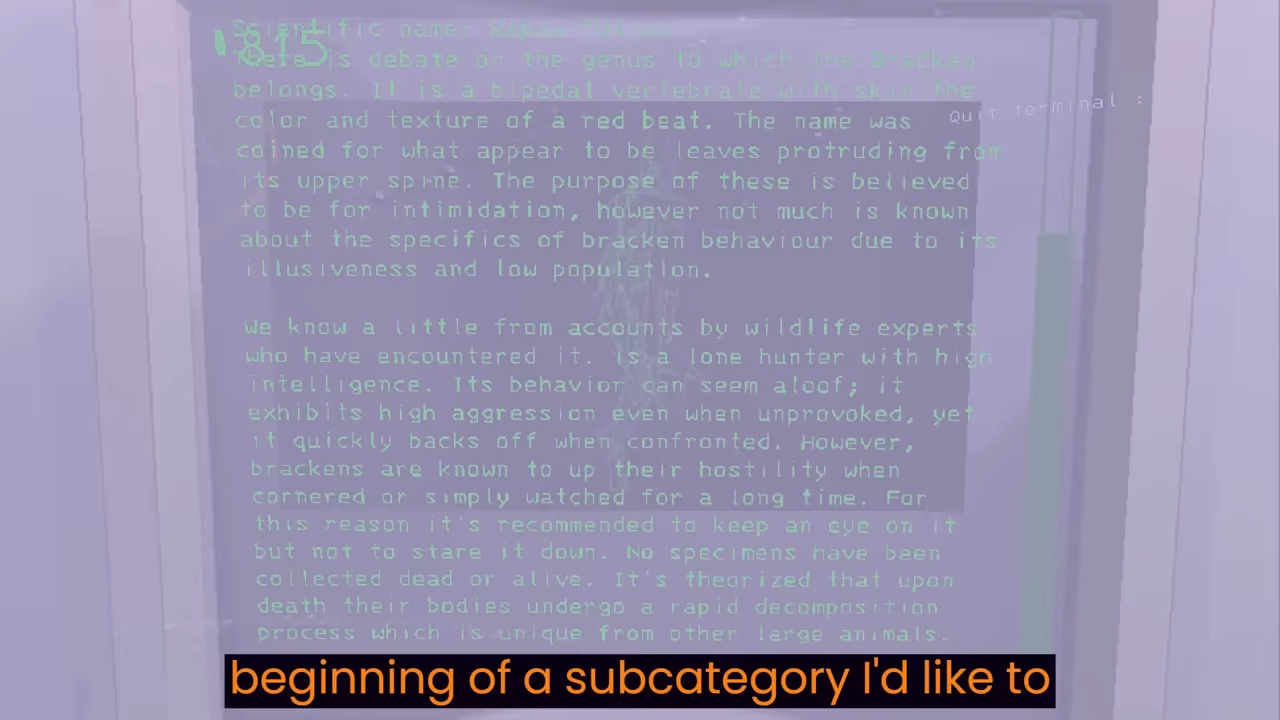 Scientific name:
815
There is debate on the genus to which the Bracken
belongs. It is a bipedal vertebrate with skin the
color and texture of a red beat. The name was
coined for what appear to be leaves protruding from
its upper spine. The purpose of these is believed
to be for intimidation, however not much is known
about the specifics of bracken behaviour due to its
illusiveness and low population.
Quit terminal :
We know a little from accounts by wildlife experts
who have encountered it. is a lone hunter with high
intelligence. Its behavior can seem aloof; it
exhibits high aggression even when unprovoked, yet
it quickly backs off when confronted. However,
brackens are known to up their hostility when
cornered or simply watched for a long time. For
this reason it's recommended to keep an eye on it
but not to stare it down. No specimens have been
collected dead or alive. It's theorized that upon
death their bodies undergo a rapid decomposition
process which is unique from other large animals.
beginning of a subcategory I'd like to